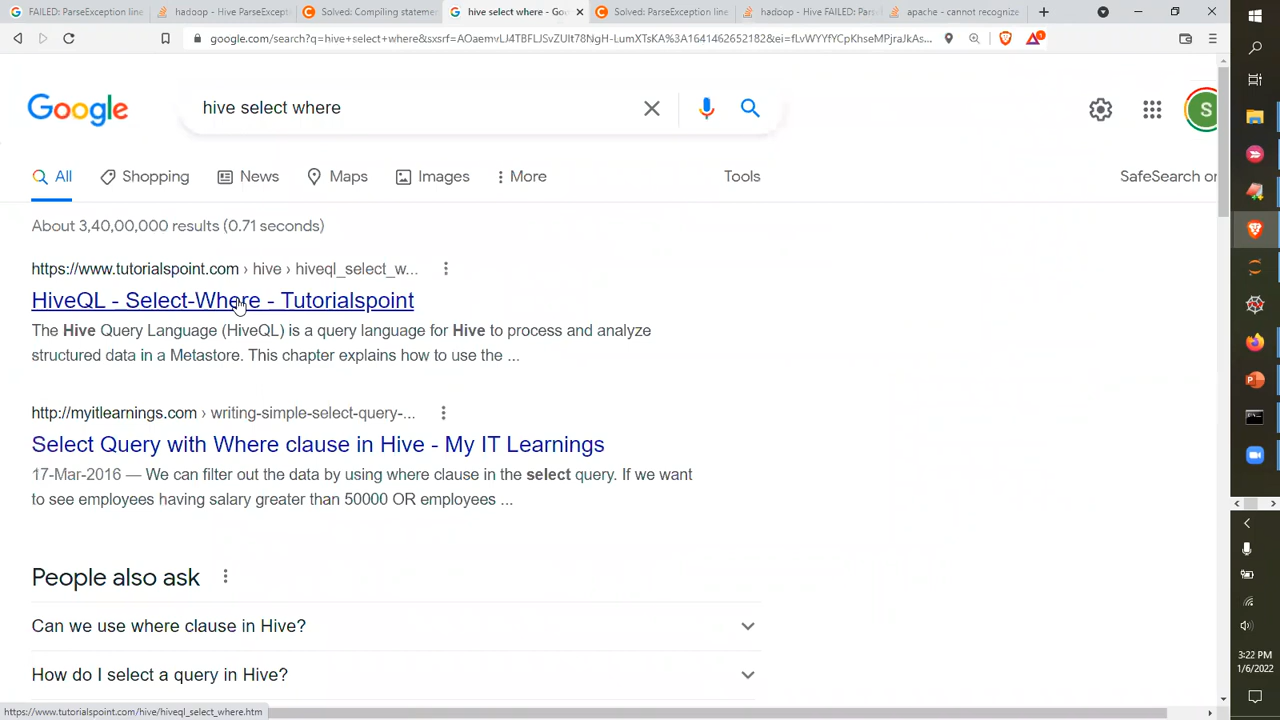 FAILED: ParseException line
hadoop - Hive ParseExcept
Solved: Compiling statemen
hive select where - Goo
Solved: ParseException line
hadoop - Hive FAILED: Parse
apache - cannot recognize
google.com/search?q=hive+select+where&sxsrf=
Google
hive select where
S
All
Shopping
News
Maps
Images
More
Tools
SafeSearch on
About 3,40,00,000 results (0.71 seconds)
https://www.tutorialspoint.com › hive › hiveql_select_w...
HiveQL - Select-Where - Tutorialspoint
The Hive Query Language (HiveQL) is a query language for Hive to process and analyze
structured data in a Metastore. This chapter explains how to use the ...
http://myitlearnings.com › writing-simple-select-query-...
Select Query with Where clause in Hive - My IT Learnings
17-Mar-2016 — We can filter out the data by using where clause in the select query. If we want
to see employees having salary greater than 50000 OR employees ...
People also ask
Can we use where clause in Hive?
How do I select a query in Hive?
https://www.tutorialspoint.com/hive/hiveql_select_where.htm
3:22 PM
1/6/2022